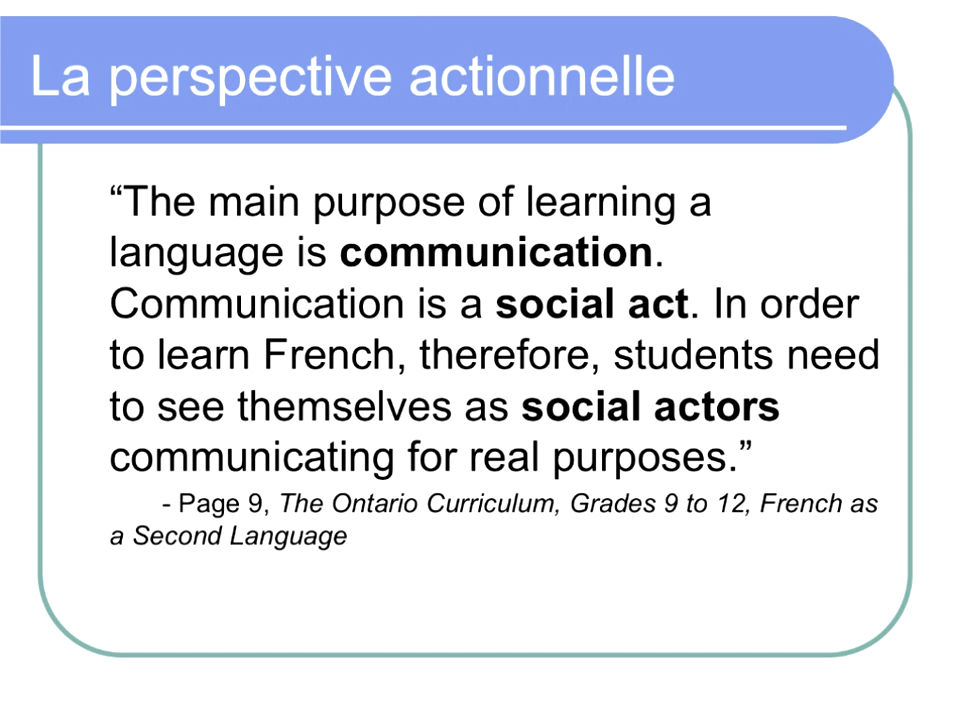 La perspective actionnelle
“The main purpose of learning a
language is communication.
Communication is a social act. In order
to learn French, therefore, students need
to see themselves as social actors
communicating for real purposes.”
- Page 9, The Ontario Curriculum, Grades 9 to 12, French as
a Second Language